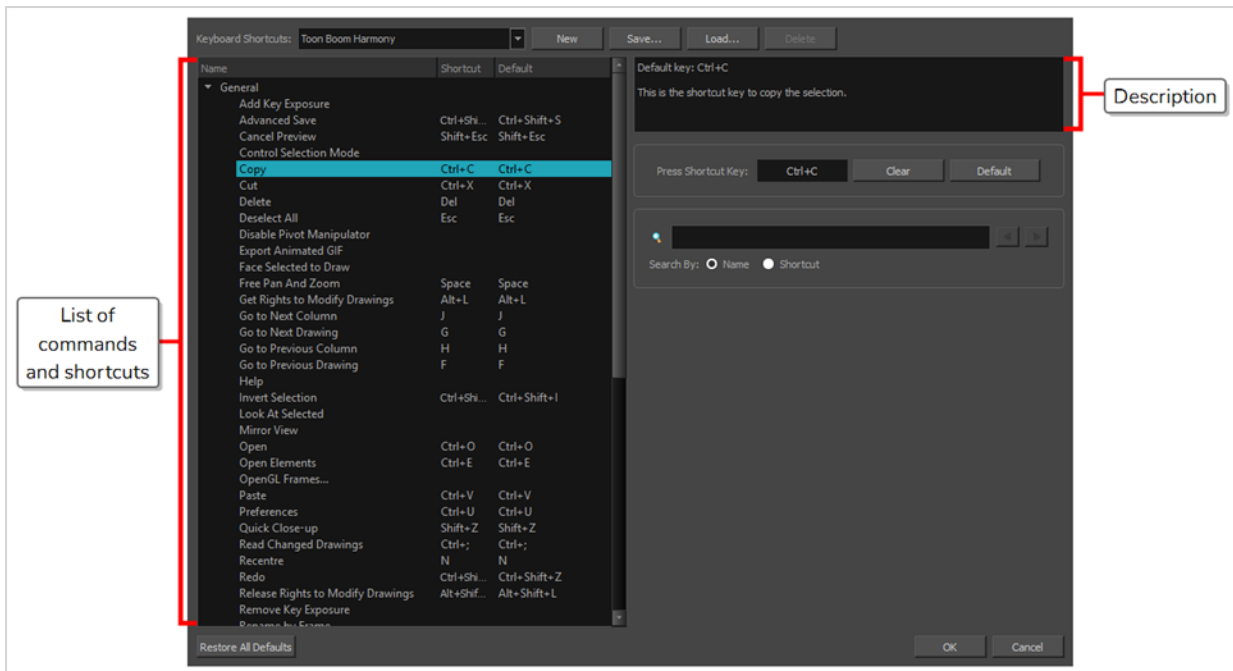 Keyboard Shortcuts: Toon Boom Harmony New Save... Load... Delete
Name Shortcut Default
General
Add Key Exposure
Advanced Save Ctrl+Shi... Ctrl+Shift+S
Cancel Preview Shift+Esc Shift+Esc
Control Selection Mode
Copy Ctrl+C Ctrl+C
Cut Ctrl+X Ctrl+X
Delete Del Del
Deselect All Esc Esc
Disable Pivot Manipulator
Export Animated GIF
Face Selected to Draw
Free Pan And Zoom Space Space
Get Rights to Modify Drawings Alt+L Alt+L
Go to Next Column J J
Go to Next Drawing G G
Go to Previous Column H H
Go to Previous Drawing F F
Help
Invert Selection Ctrl+Shi... Ctrl+Shift+I
Look At Selected
Mirror View
Open Ctrl+O Ctrl+O
Open Elements Ctrl+E Ctrl+E
OpenGL Frames...
Paste Ctrl+V Ctrl+V
Preferences Ctrl+U Ctrl+U
Quick Close-up Shift+Z Shift+Z
Read Changed Drawings Ctrl+; Ctrl+;
Recentre N N
Redo Ctrl+Shi... Ctrl+Shift+Z
Release Rights to Modify Drawings Alt+Shif... Alt+Shift+L
Remove Key Exposure
Rename by Frame
Default key: Ctrl+C
This is the shortcut key to copy the selection.
Press Shortcut Key: Ctrl+C Clear Default
Search By: Name Shortcut
Restore All Defaults OK Cancel
List of
commands
and shortcuts
Description